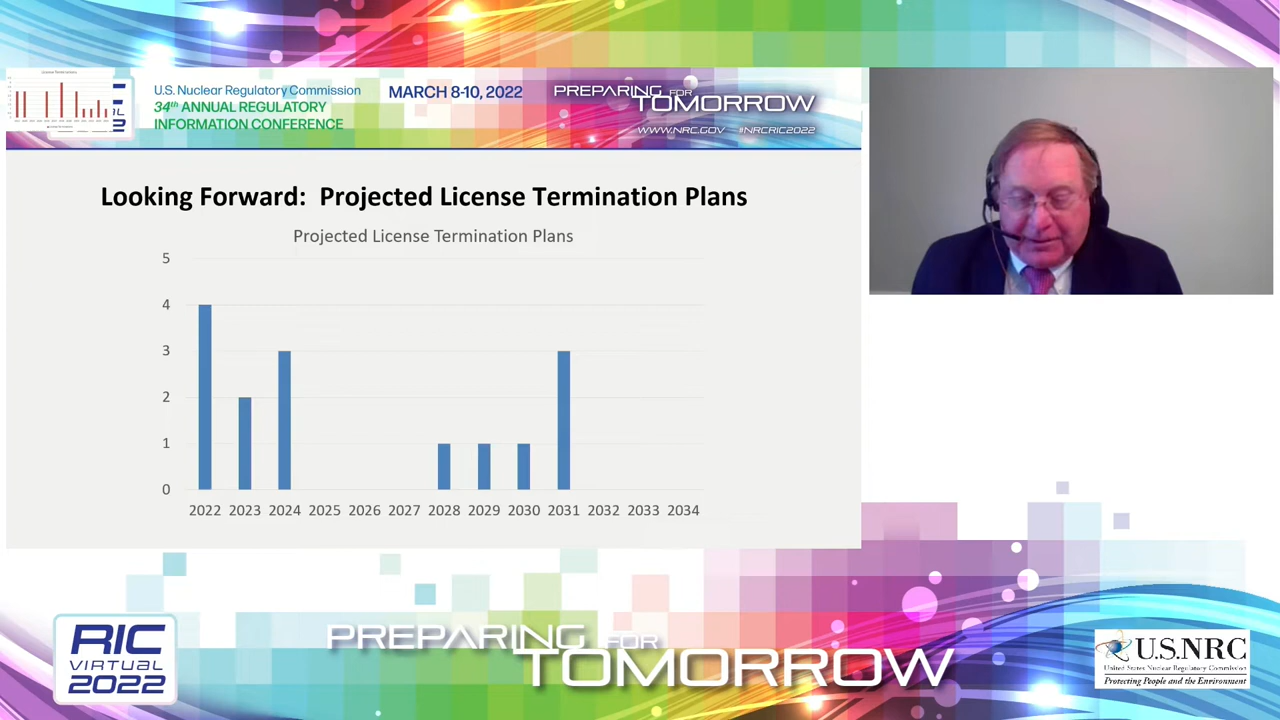 License Terminations
U.S. Nuclear Regulatory Commission
34th ANNUAL REGULATORY
INFORMATION CONFERENCE
MARCH 8-10, 2022
PREPARING FOR
TOMORROW
WWW.NRC.GOV #NRCRIC2022
Looking Forward: Projected License Termination Plans
Projected License Termination Plans
5
4
3
2
1
0
2022 2023 2024 2025 2026 2027 2028 2029 2030 2031 2032 2033 2034
RIC
VIRTUAL
2022
PREPARING FOR
TOMORROW
U.S.NRC
United States Nuclear Regulatory Commission
Protecting People and the Environment